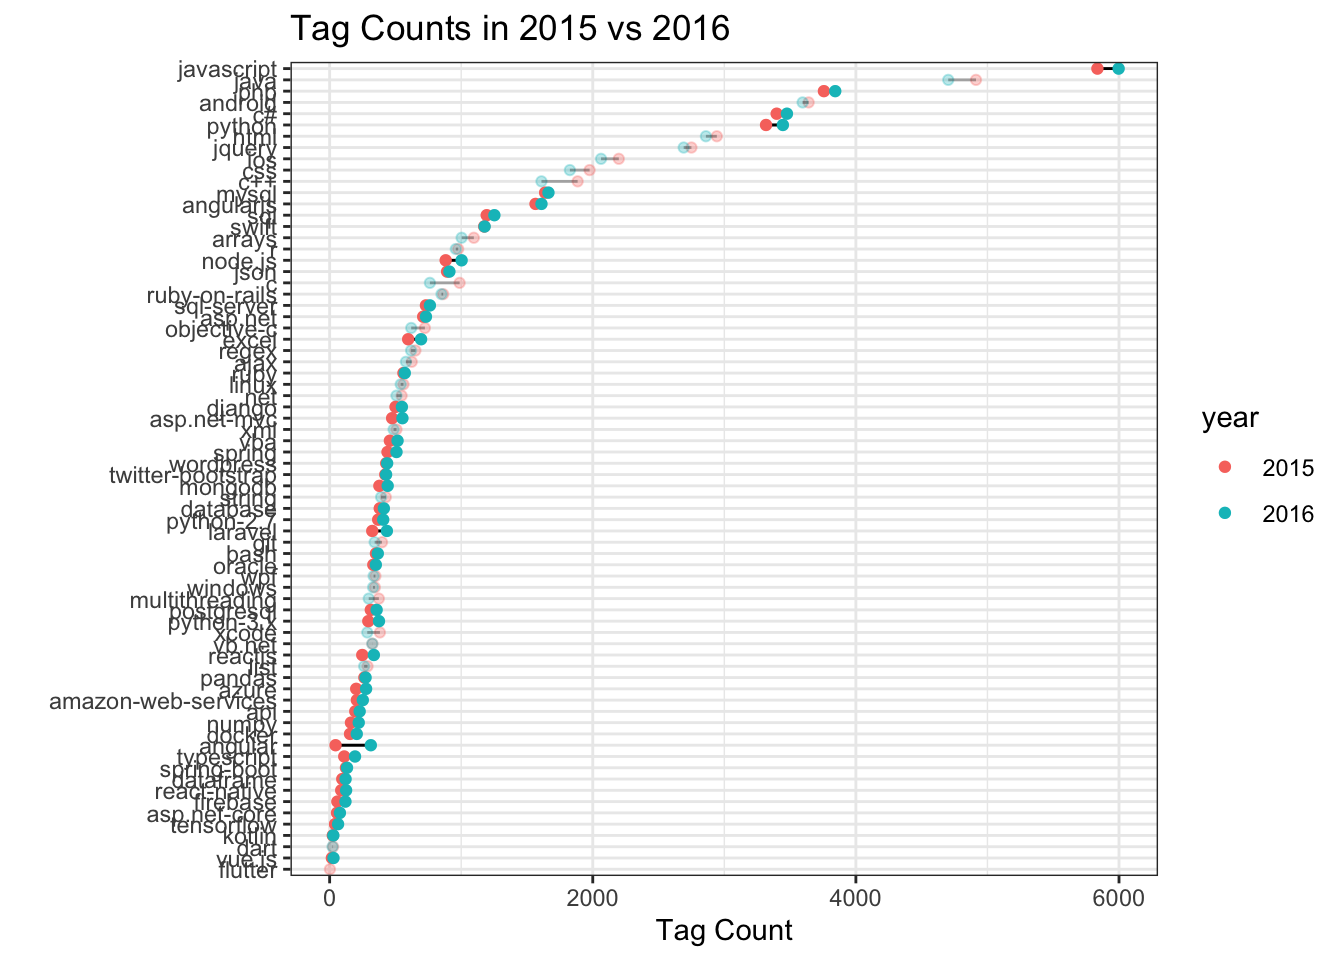 Tag Counts in 2015 vs 2016
javascript
java
php
android
c#
python
html
jquery
ios
css
c++
mysql
angularjs
sql
swift
arrays
r
node.js
json
c
ruby-on-rails
sql-server
asp.net
objective-c
excel
regex
ajax
ruby
linux
.net
django
asp.net-mvc
xml
vba
spring
wordpress
twitter-bootstrap
mongodb
string
database
python-2.7
laravel
git
bash
oracle
wpf
windows
multithreading
postgresql
python-3.x
xcode
vb.net
reactjs
list
pandas
azure
amazon-web-services
api
numpy
docker
angular
typescript
spring-boot
dataframe
react-native
firebase
asp.net-core
tensorflow
kotlin
dart
vue.js
flutter
0 2000 4000 6000
Tag Count
year
2015
2016